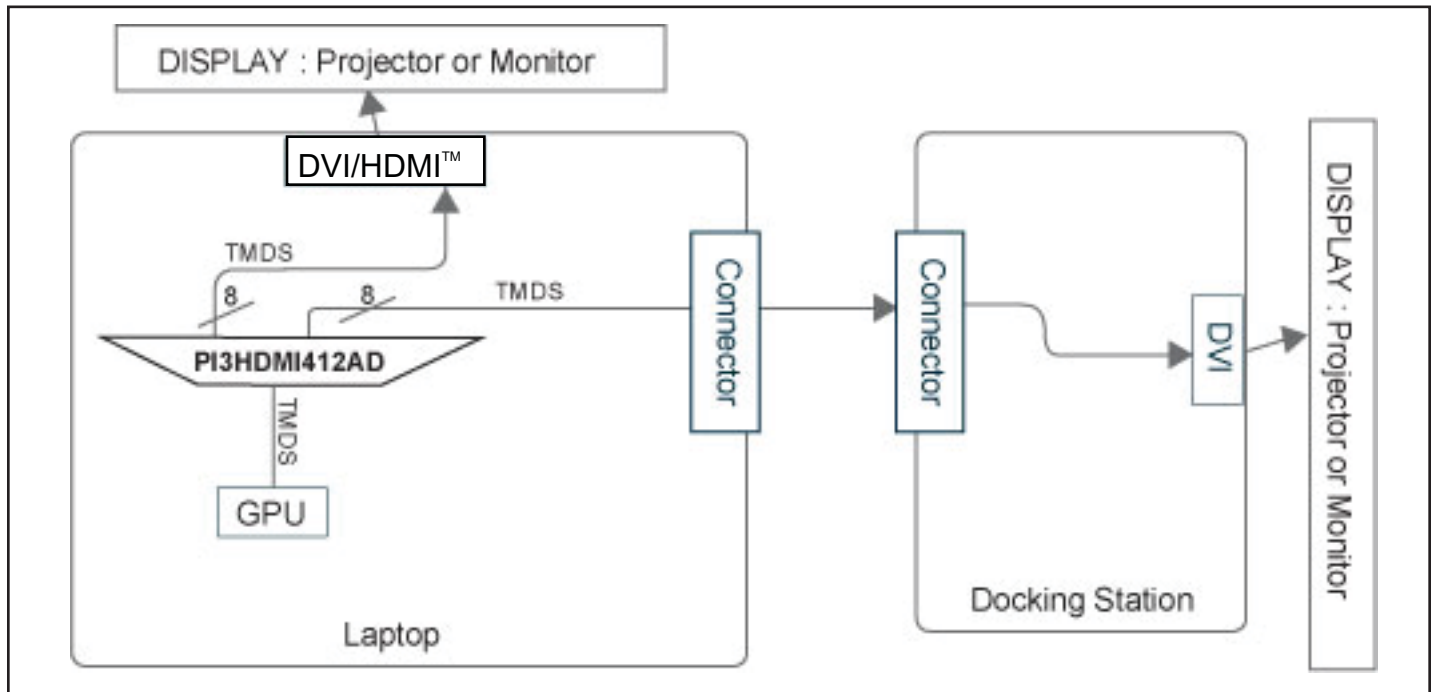 DISPLAY : Projector or Monitor
DVI/HDMI™
TMDS
8
8
TMDS
PI3HDMI412AD
TMDS
GPU
Connector
Laptop
Connector
DVI
Docking Station
DISPLAY : Projector or Monitor